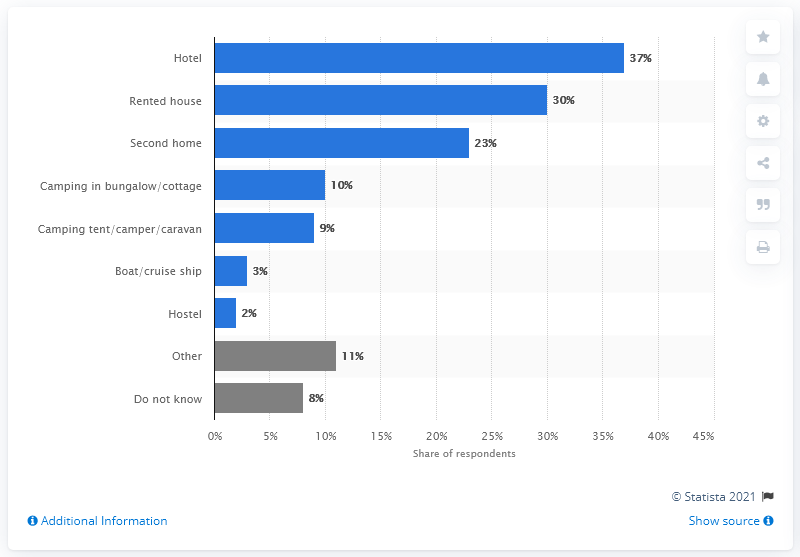 Hotel 37%
Rented house 30%
Second home 23%
Camping in bungalow/cottage 10%
Camping tent/camper/caravan 9%
Boat/cruise ship 3%
Hostel 2%
Other 11%
Do not know 8%
0% 5% 10% 15% 20% 25% 30% 35% 40% 45%
Share of respondents
© Statista 2021
Additional Information Show source